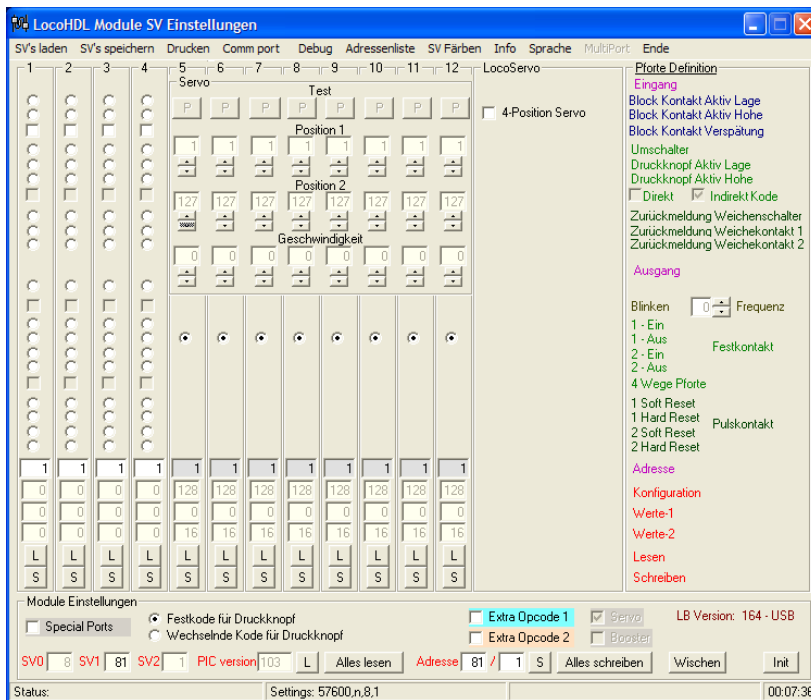 LocoHDL Module SV Einstellungen
SV's laden SV's speichern Drucken Comm port Debug Adressenliste SV Färben Info Sprache MultiPort Ende
1 2 3 4 5 6 7 8 9 10 11 12 LocoServo Pforte Definition
Servo
Test
P P P P P P P P
4-Position Servo
Position 1
1 1 1 1 1 1 1 1
Position 2
127 127 127 127 127 127 127 127
Geschwindigkeit
0 0 0 0 0 0 0 0
Eingang
Block Kontakt Aktiv Lage
Block Kontakt Aktiv Hohe
Block Kontakt Verspätung
Umschalter
Druckknopf Aktiv Lage
Druckknopf Aktiv Hohe
Direkt Indirekt Kode
Zurückmeldung Weichenschalter
Zurückmeldung Weichekontakt 1
Zurückmeldung Weichekontakt 2
Ausgang
Blinken 0 Frequenz
1 - Ein
1 - Aus
2 - Ein
2 - Aus
Festkontakt
4 Wege Pforte
1 Soft Reset
1 Hard Reset
2 Soft Reset
2 Hard Reset
Pulskontakt
1 1 1 1 1 1 1 1 1 1 1 1 Adresse
0 0 0 0 128 128 128 128 128 128 128 128 Konfiguration
0 0 0 0 0 0 0 0 0 0 0 0 Werte-1
0 0 0 0 16 16 16 16 16 16 16 16 Werte-2
L L L L L L L L L L L L Lesen
S S S S S S S S S S S S Schreiben
Module Einstellungen
Special Ports
Festkode für Druckknopf
Wechselnde Kode für Druckknopf
Extra Opcode 1 Servo LB Version: 164 - USB
Extra Opcode 2 Booster
SV0 8 SV1 81 SV2 1 PIC version 103 L Alles lesen Adresse 81 / 1 S Alles schreiben Wischen Init
Status: Settings: 57600,n,8,1 00:07:39